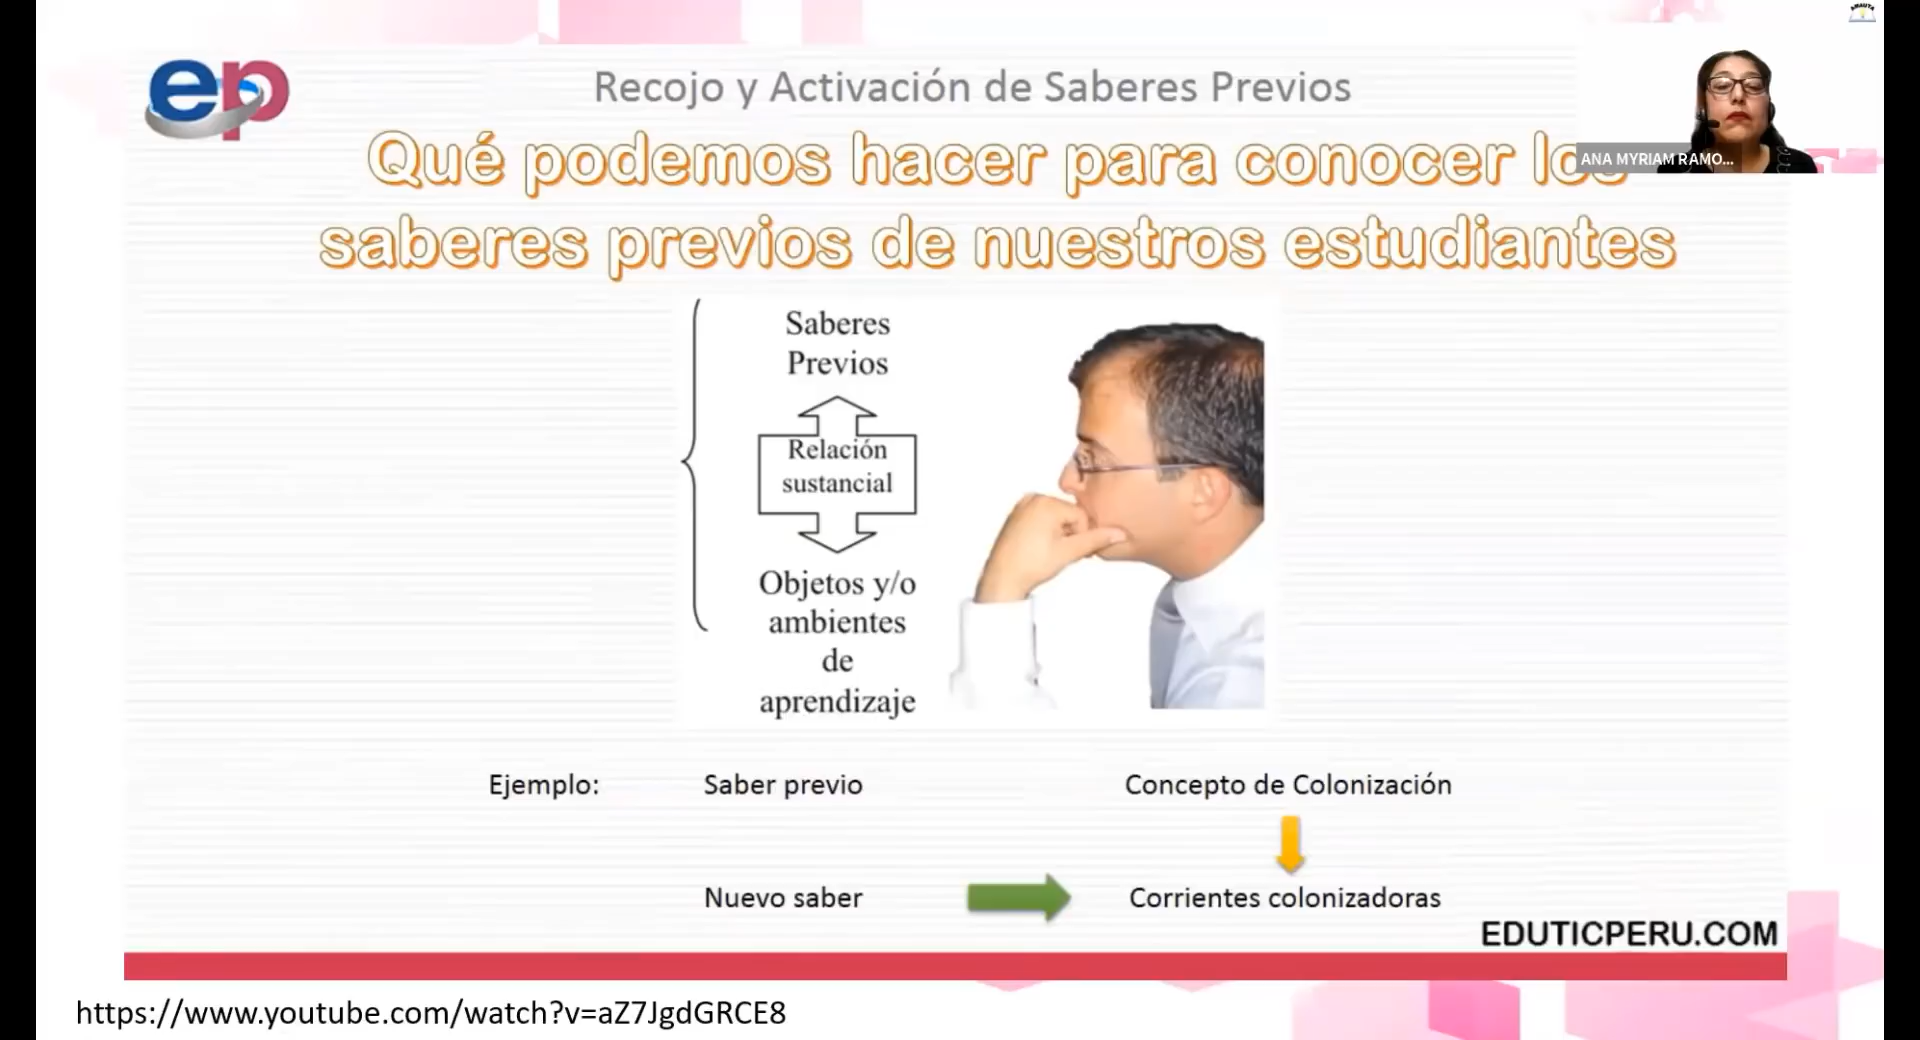 AMAUTA
ep
Recojo y Activación de Saberes Previos
Qué podemos hacer para conocer los
ANA MYRIAM RAMO...
saberes previos de nuestros estudiantes
Saberes
Previos
Relación
sustancial
Objetos y/o
ambientes
de
aprendizaje
Ejemplo: Saber previo Concepto de Colonización
Nuevo saber Corrientes colonizadoras
EDUTICPERU.COM
https://www.youtube.com/watch?v=aZ7JgdGRCE8